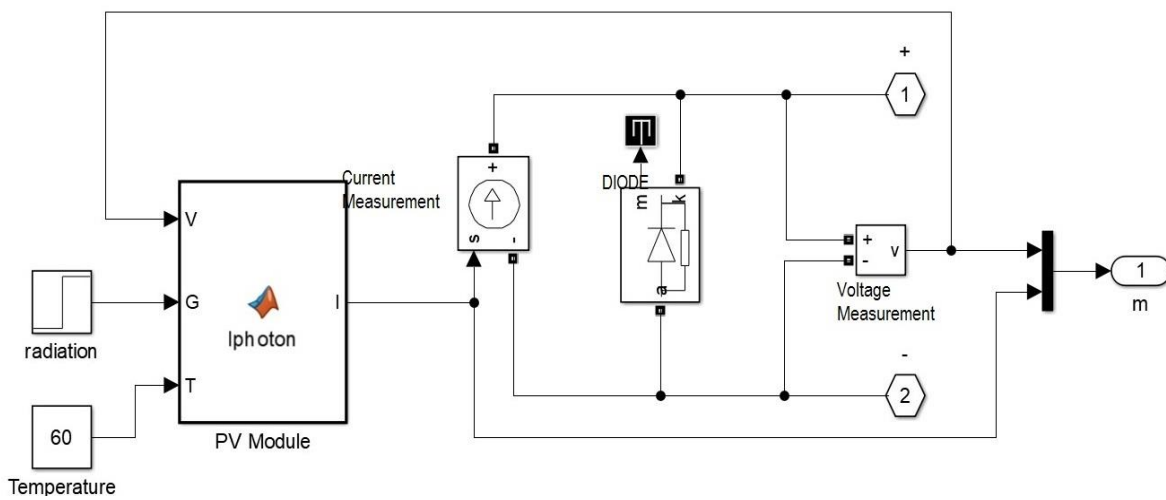 +
1
DIODE
m
k
a
Current
Measurement
+
s
-
V
G
T
I
Iphoton
PV Module
radiation
60
Temperature
+
-
v
Voltage
Measurement
1
m
-
2